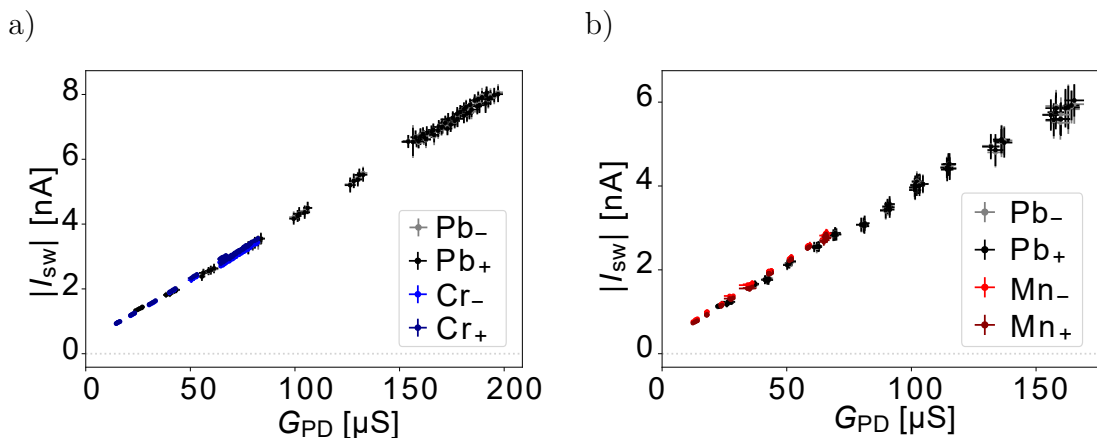 a)
|I_sw| [nA]
8
6
4
2
0
Pb₋
Pb₊
Cr₋
Cr₊
0 50 100 150 200
G_PD [µS]
b)
|I_sw| [nA]
6
4
2
0
Pb₋
Pb₊
Mn₋
Mn₊
0 50 100 150
G_PD [µS]